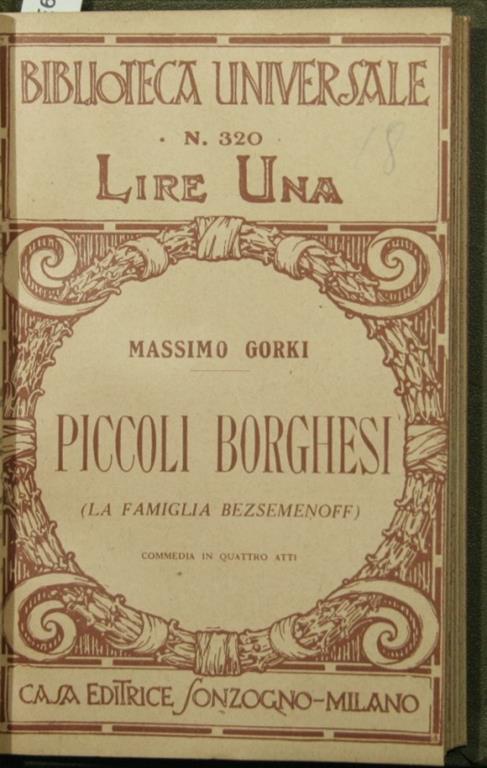 BIBLIOTECA UNIVERSALE
· N. 320 ·
LIRE UNA
18
MASSIMO GORKI
PICCOLI BORGHESI
(LA FAMIGLIA BEZSEMENOFF)
COMMEDIA IN QUATTRO ATTI
CASA EDITRICE SONZOGNO-MILANO